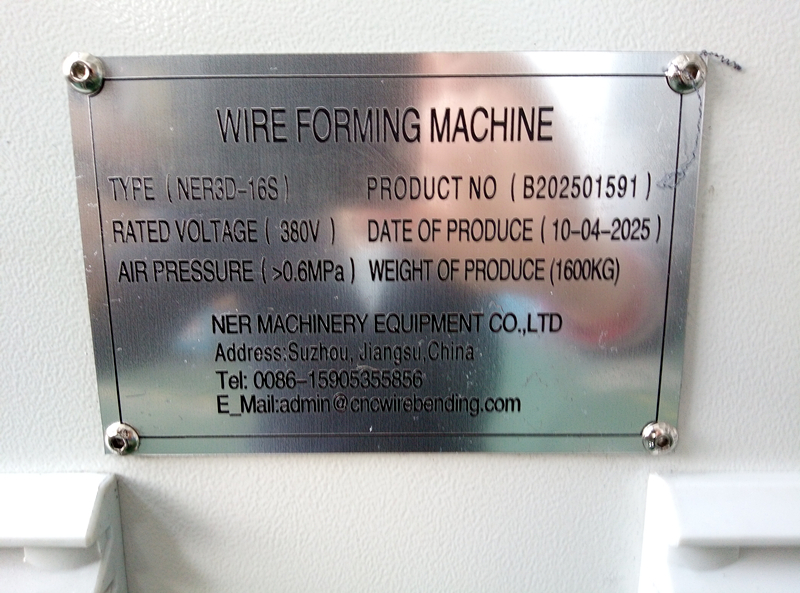 WIRE FORMING MACHINE
TYPE ( NER3D-16S ) PRODUCT NO ( B202501591 )
RATED VOLTAGE ( 380V ) DATE OF PRODUCE ( 10-04-2025 )
AIR PRESSURE ( >0.6MPa ) WEIGHT OF PRODUCE (1600KG)
NER MACHINERY EQUIPMENT CO.,LTD
Address:Suzhou, Jiangsu,China
Tel: 0086-15905355856
E_Mail:admin@cncwirebending.com